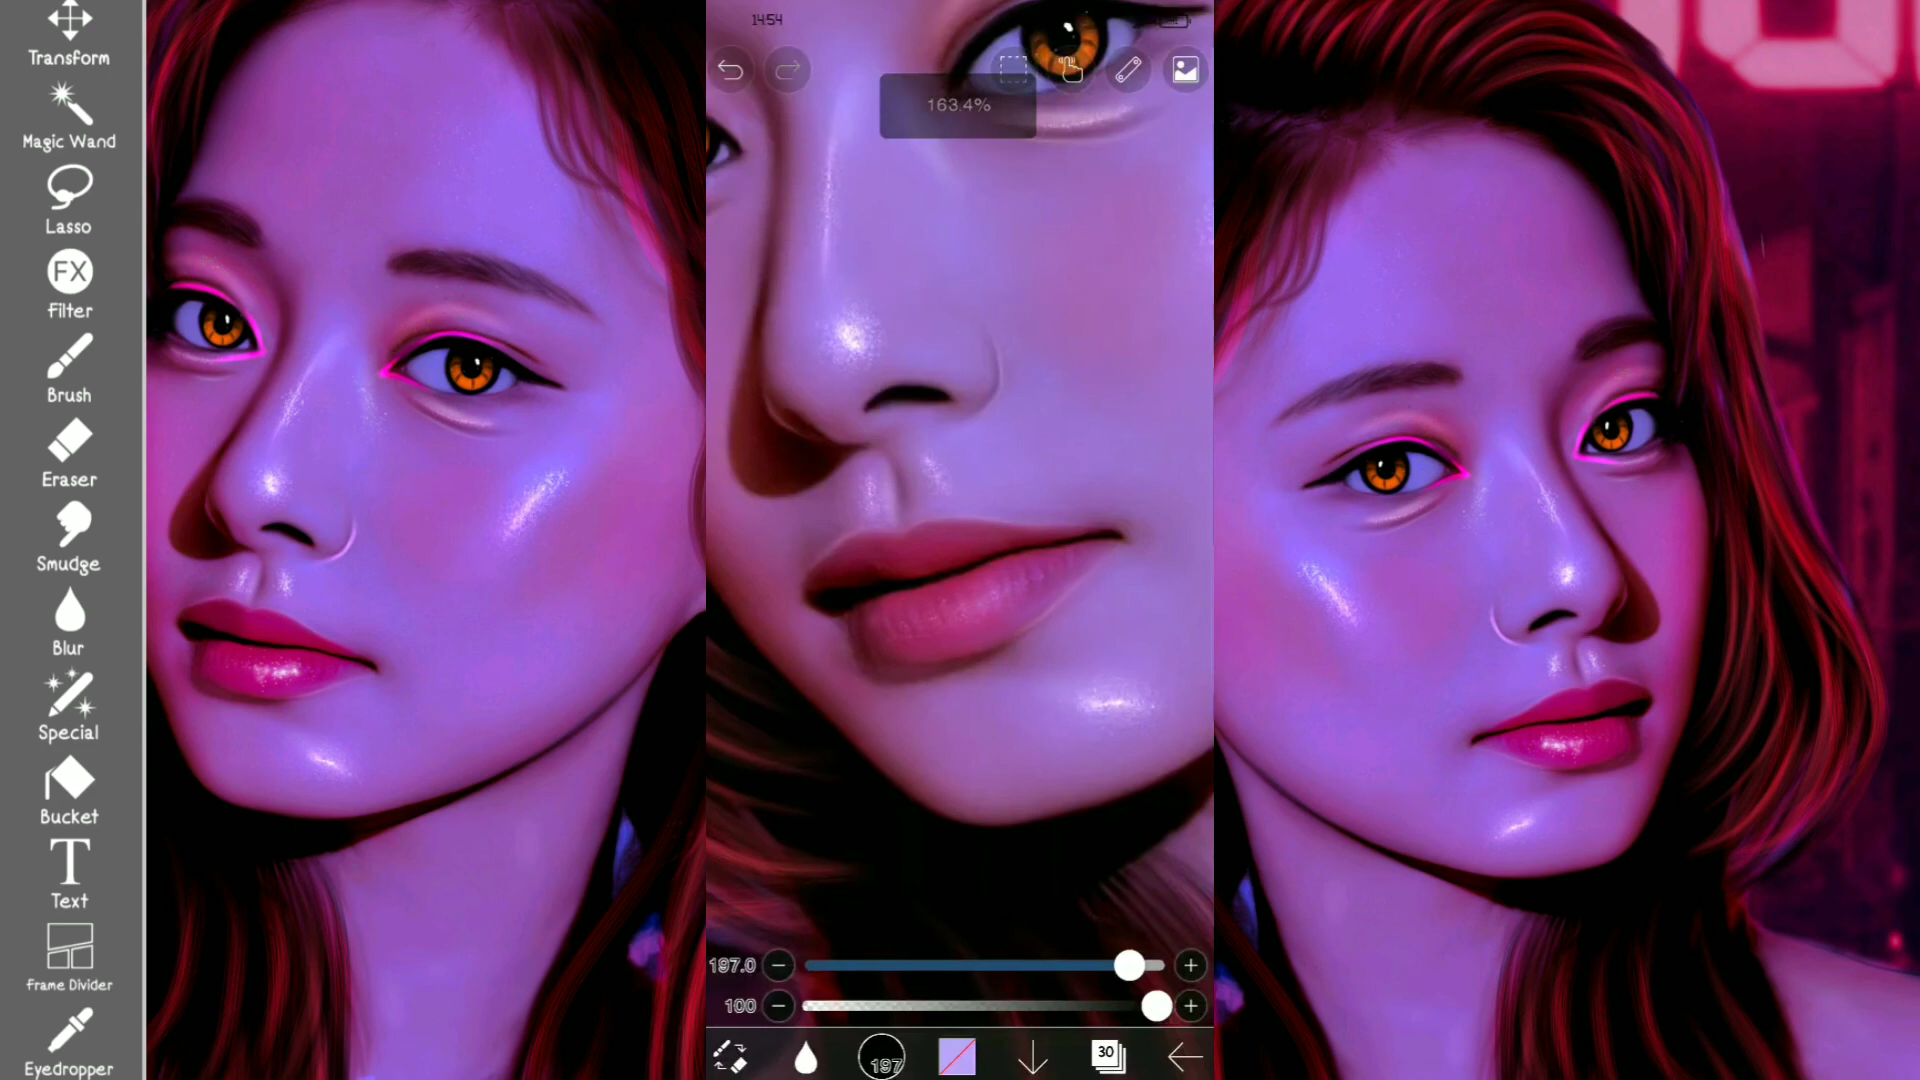 Transform
Magic Wand
Lasso
FX
Filter
Brush
Eraser
Smudge
Blur
Special
Bucket
T
Text
Frame Divider
Eyedropper
14:54
163.4%
197.0
100
197
30